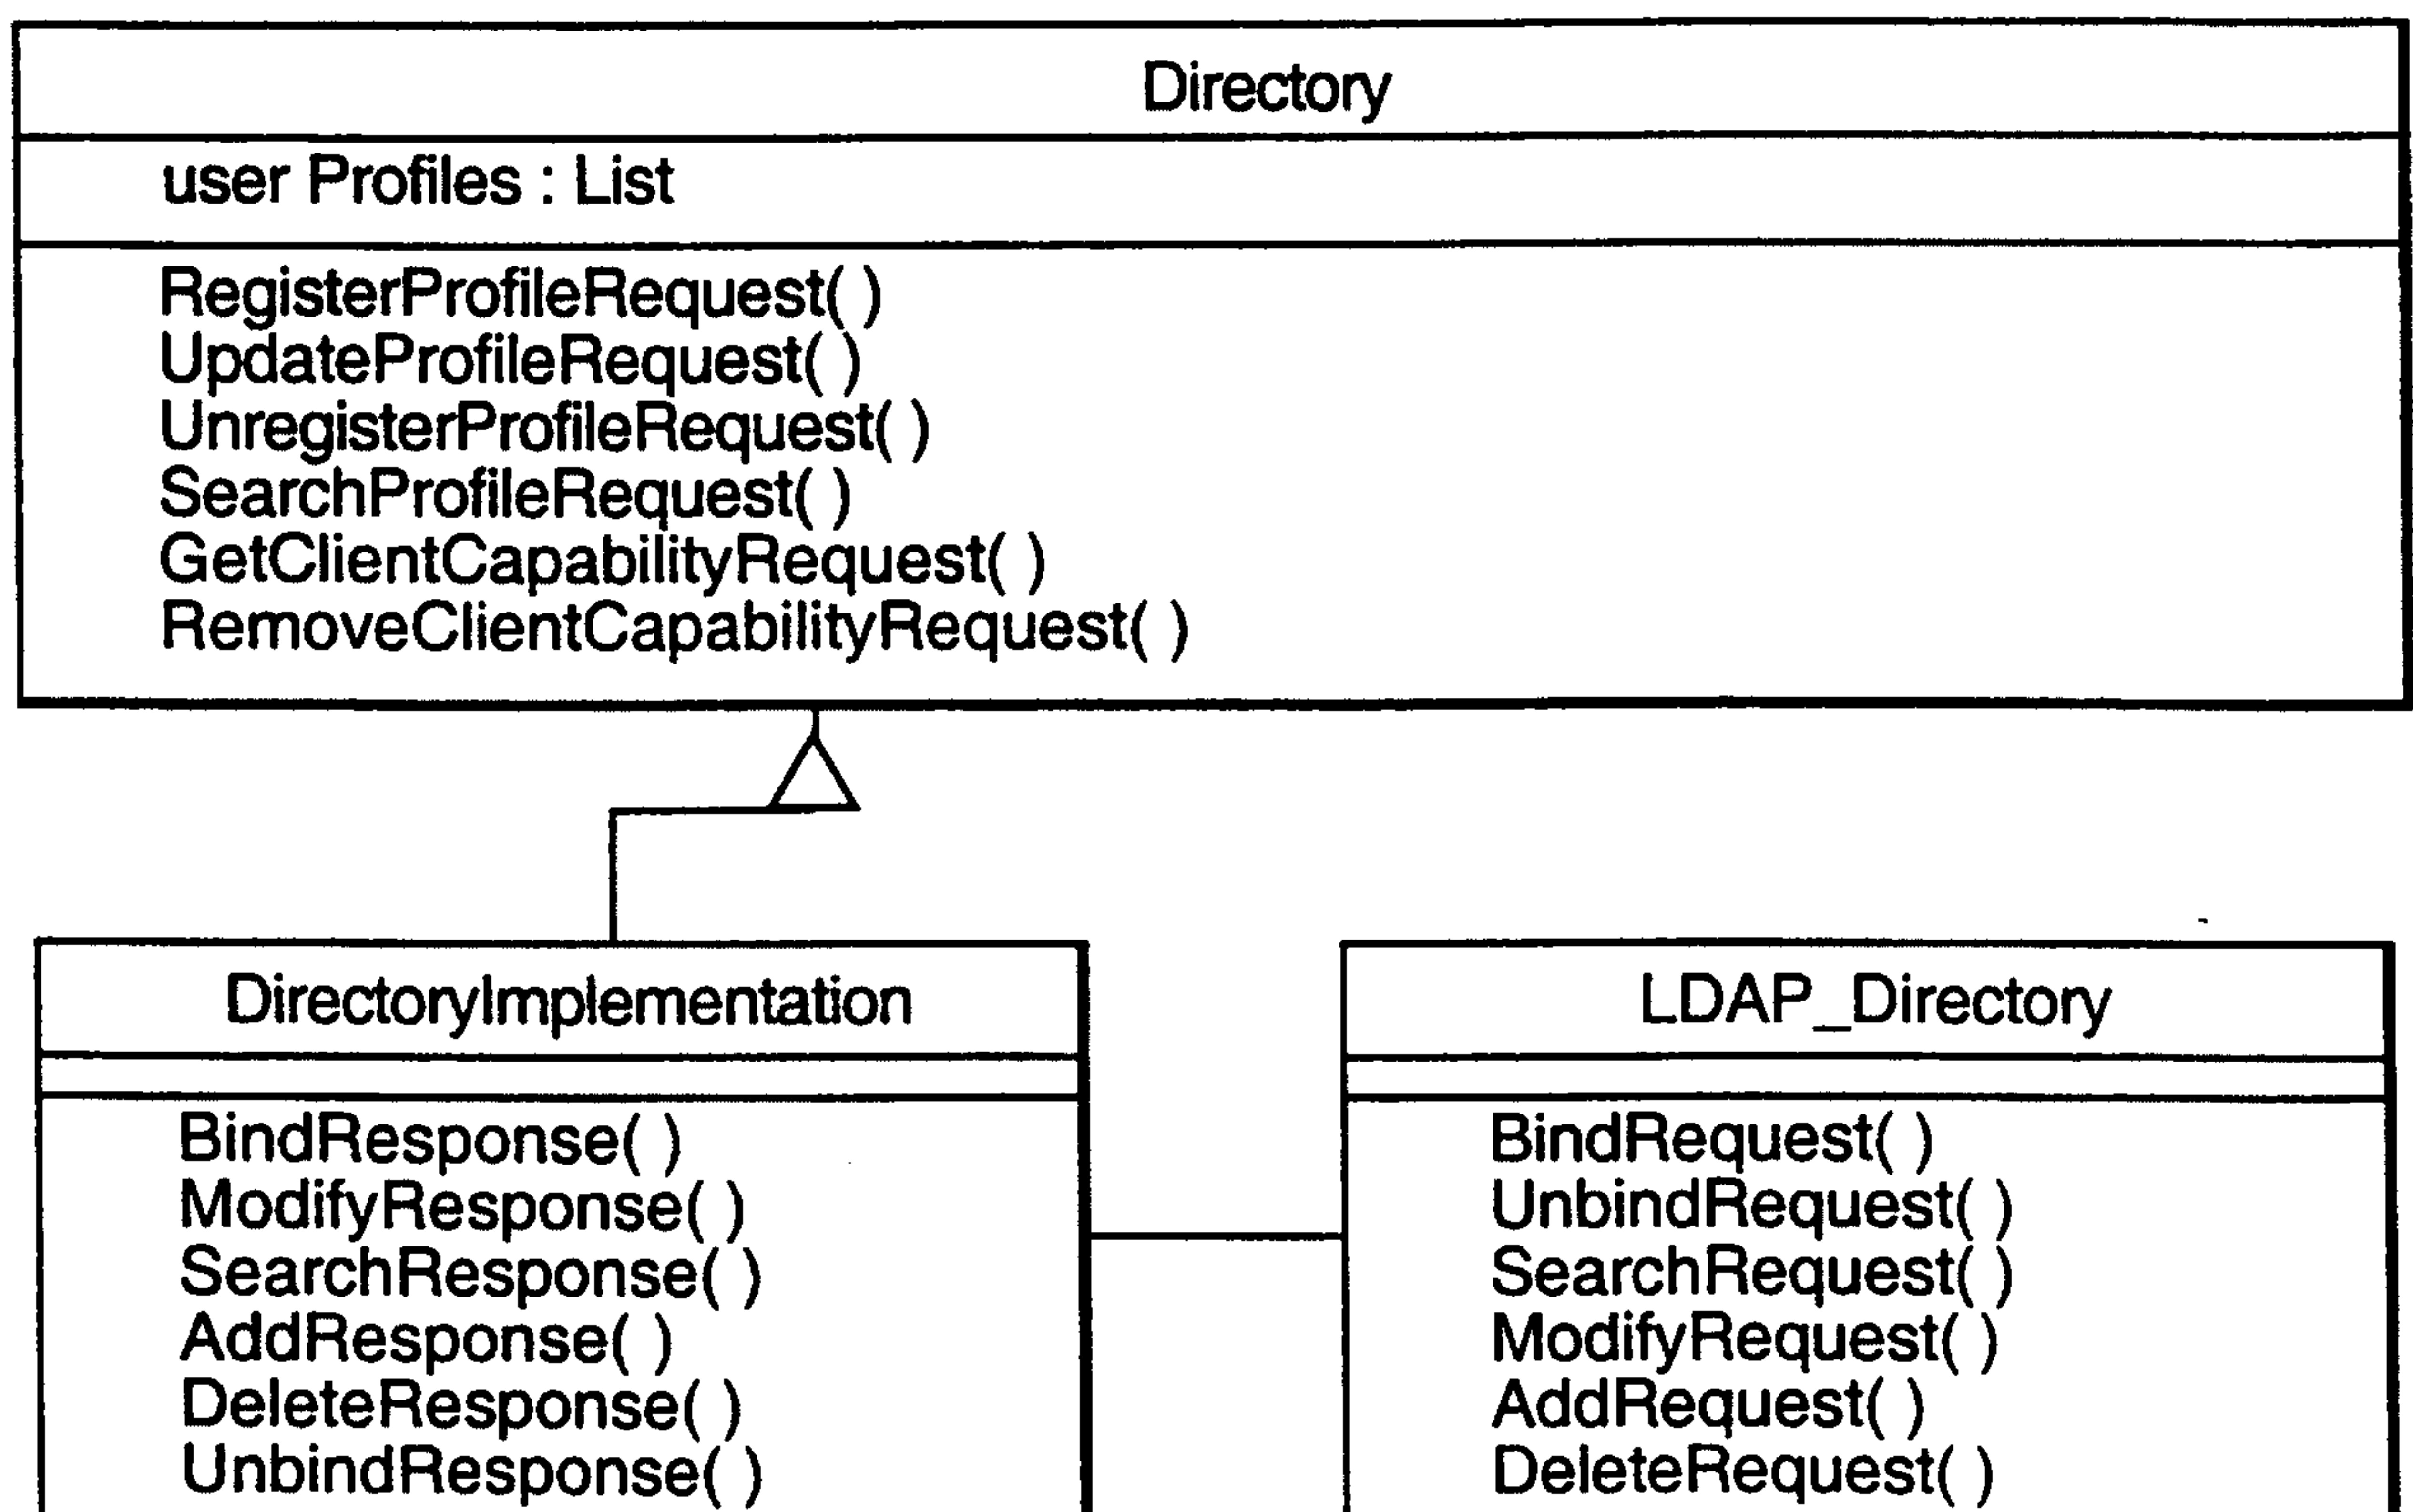 Directory
user Profiles : List
RegisterProfileRequest( )
UpdateProfileRequest( )
UnregisterProfileRequest( )
SearchProfileRequest( )
GetClientCapabilityRequest( )
RemoveClientCapabilityRequest( )
DirectoryImplementation
BindResponse( )
ModifyResponse( )
SearchResponse( )
AddResponse( )
DeleteResponse( )
UnbindResponse( )
LDAP_Directory
BindRequest( )
UnbindRequest( )
SearchRequest( )
ModifyRequest( )
AddRequest( )
DeleteRequest( )